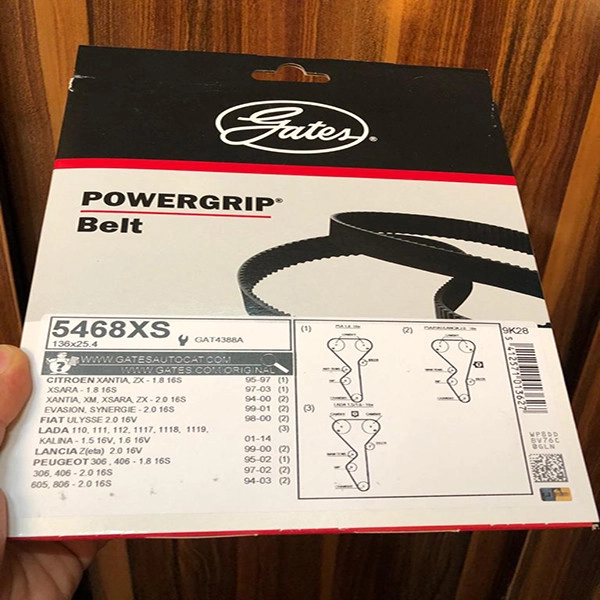 Gates®
POWERGRIP®
Belt
5468XS
136x25.4 GAT4388A
WWW.GATESAUTOCAT.COM
WWW.GATES.COM/ORIGINAL
CITROEN XANTIA, ZX - 1.8 16S 95-97 (1)
XSARA - 1.8 16S 97-03 (1)
XANTIA, XM, XSARA, ZX - 2.0 16S 94-00 (2)
EVASION, SYNERGIE - 2.0 16S 99-01 (2)
FIAT ULYSSE 2.0 16V 98-00 (2)
LADA 110, 111, 112, 1117, 1118, 1119, (3)
KALINA - 1.5 16V, 1.6 16V 01-14
LANCIA Z(eta) 2.0 16V 99-00 (2)
PEUGEOT 306, 406 - 1.8 16S 95-02 (1)
306, 406 - 2.0 16S 97-02 (2)
605, 806 - 2.0 16S 94-03 (2)
(1)
(2)
(3)
9K28